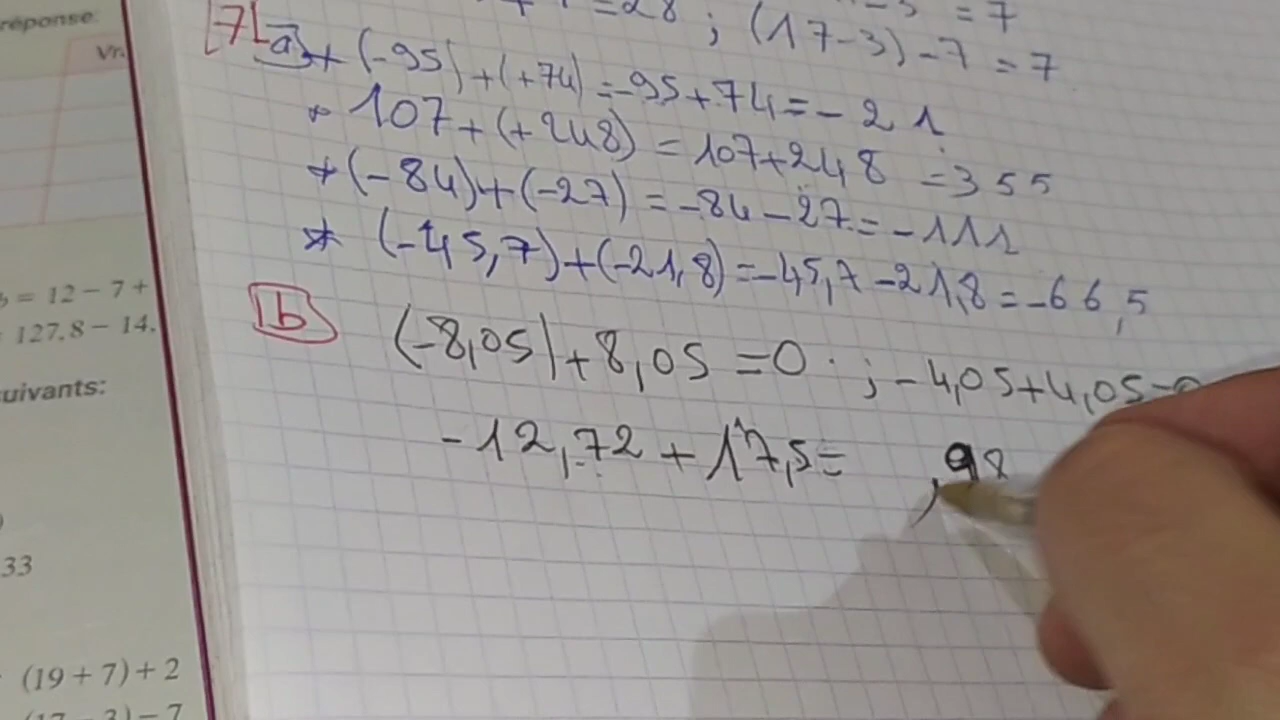 réponse:
Vr
= 12 – 7 +
127.8 – 14.
uivants:
33
(19 + 7) + 2
(17 – 3) – 7
= 28 ; (17-3)-7 = 7
= 7
7 a) * (-95) + (+74) = -95+74 = -21
* 107 + (+248) = 107+248 = 355
* (-84)+(-27) = -84-27 = -111
* (-45,7)+(-21,8) = -45,7 -21,8 = -66,5
b (-8,05)+8,05 = 0 ; -4,05+4,05=0
-12,72 + 17,5 = ,98